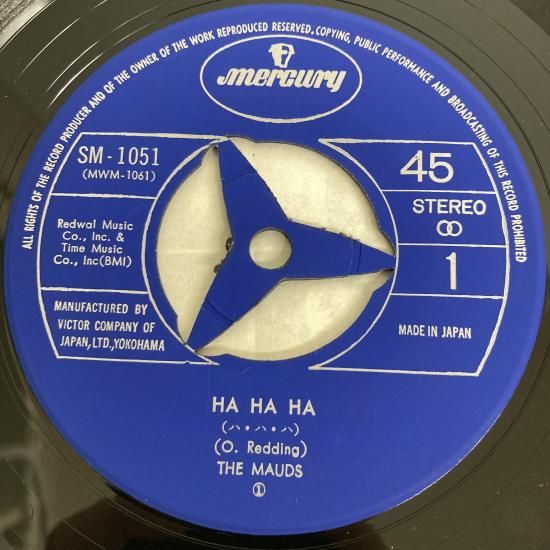 ALL RIGHTS OF THE RECORD PRODUCER AND OF THE OWNER OF THE WORK REPRODUCED RESERVED. COPYING, PUBLIC PERFORMANCE AND BROADCASTING OF THIS RECORD PROHIBITED
mercury
SM-1051
(MWM-1061)
45
STEREO
1
Redwal Music
Co., Inc. &
Time Music
Co., Inc(BMI)
MANUFACTURED BY
VICTOR COMPANY OF
JAPAN, LTD., YOKOHAMA
MADE IN JAPAN
HA HA HA
(ハ・ハ・ハ)
(O. Redding)
THE MAUDS
①